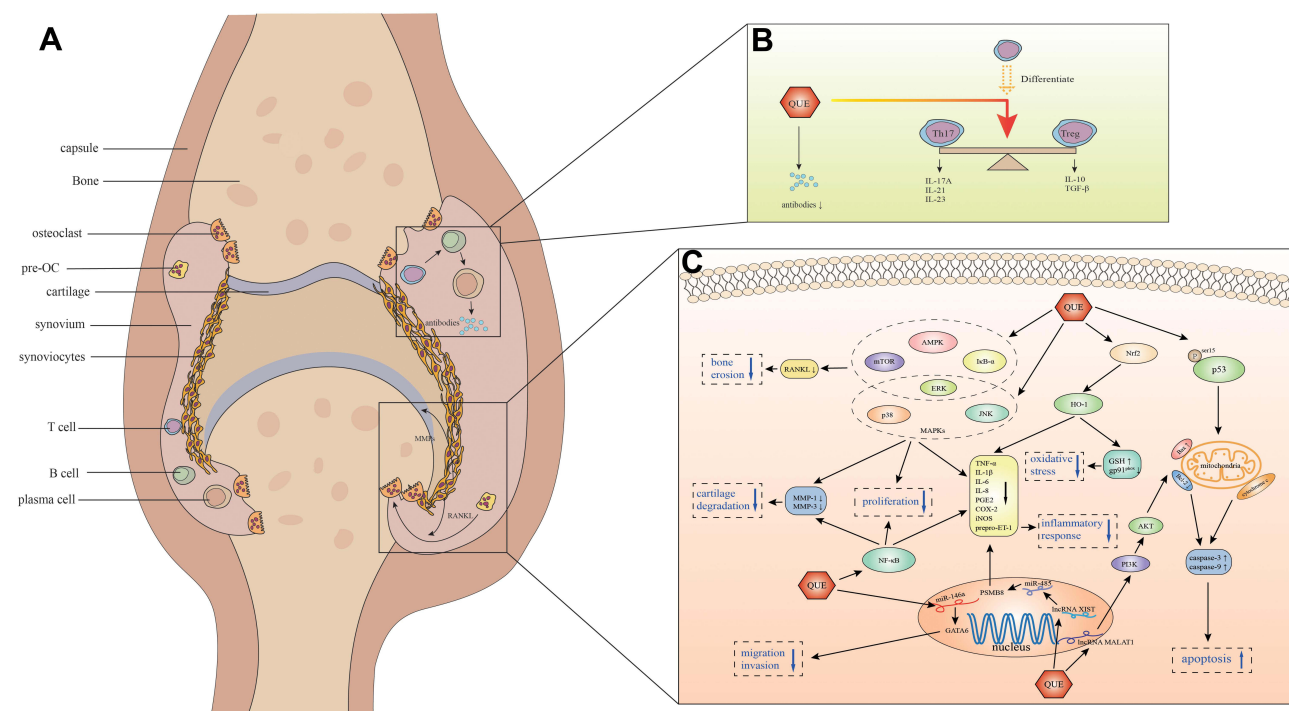 A
capsule
Bone
osteoclast
pre-OC
cartilage
synovium
synoviocytes
T cell
B cell
plasma cell
antibodies
MMPs
RANKL
B
QUE
Differentiate
Th17
Treg
IL-17A
IL-21
IL-23
IL-10
TGF-β
antibodies ↓
C
QUE
AMPK
mTOR
IκB-α
ERK
p38
JNK
MAPKs
RANKL ↓
bone
erosion
Nrf2
HO-1
P
ser15
p53
oxidative
stress
GSH ↑
gp91phox ↓
Bax ↑
Bcl-2
mitochondria
cytochrome c
TNF-α
IL-1β
IL-6
IL-8
PGE2
COX-2
iNOS
prepro-ET-1
cartilage
degradation
MMP-1 ↓
MMP-3 ↓
proliferation
inflammatory
response
NF-κB
AKT
PI3K
caspase-3 ↑
caspase-9 ↑
QUE
miR-146a
PSMB8
miR-485
GATA6
lncRNA XIST
nucleus
lncRNA MALAT1
migration
invasion
QUE
apoptosis